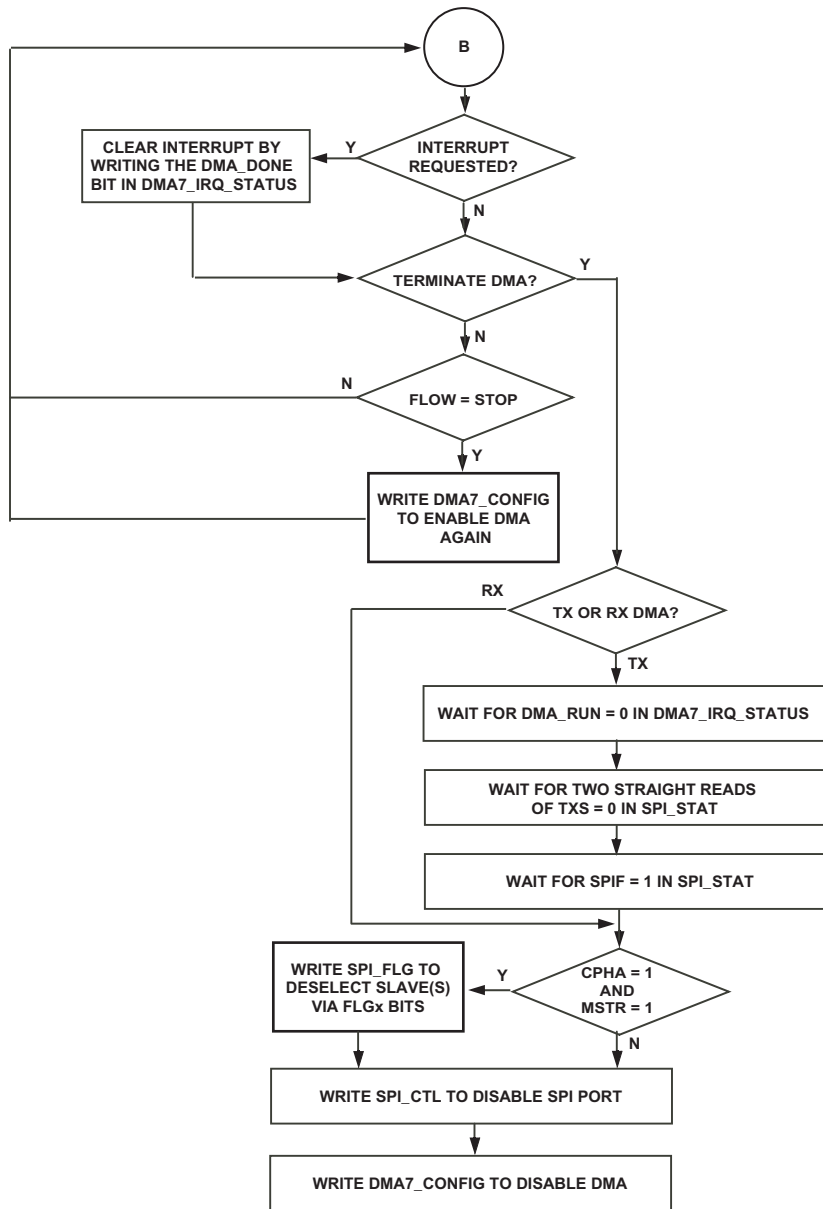 B
INTERRUPT
REQUESTED?
Y
CLEAR INTERRUPT BY
WRITING THE DMA_DONE
BIT IN DMA7_IRQ_STATUS
N
TERMINATE DMA?
Y
N
FLOW = STOP
N
Y
WRITE DMA7_CONFIG
TO ENABLE DMA
AGAIN
TX OR RX DMA?
RX
TX
WAIT FOR DMA_RUN = 0 IN DMA7_IRQ_STATUS
WAIT FOR TWO STRAIGHT READS
OF TXS = 0 IN SPI_STAT
WAIT FOR SPIF = 1 IN SPI_STAT
CPHA = 1
AND
MSTR = 1
Y
WRITE SPI_FLG TO
DESELECT SLAVE(S)
VIA FLGx BITS
N
WRITE SPI_CTL TO DISABLE SPI PORT
WRITE DMA7_CONFIG TO DISABLE DMA